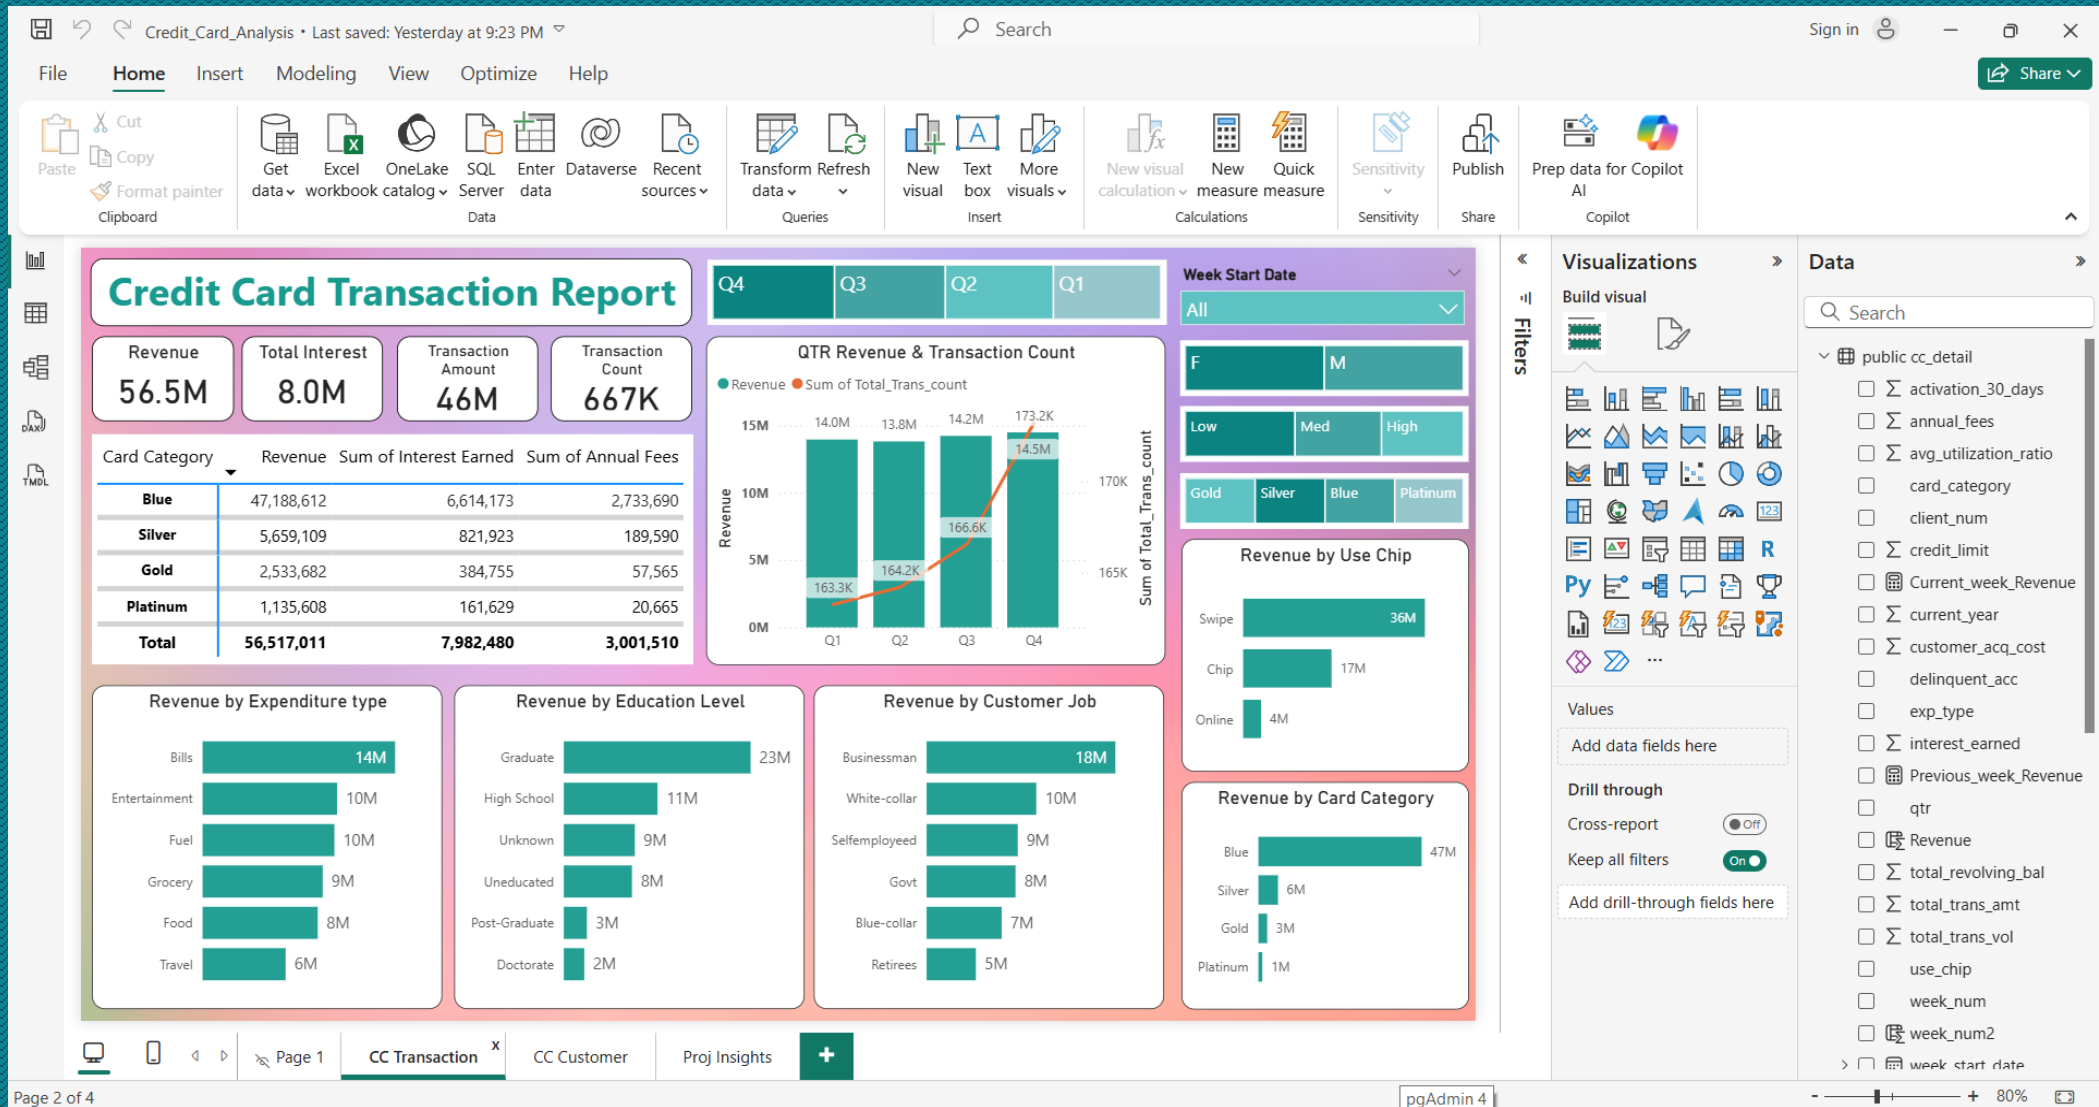 Credit_Card_Analysis • Last saved: Yesterday at 9:23 PM
Search
Sign in
File Home Insert Modeling View Optimize Help
Share
Paste
Cut
Copy
Format painter
Clipboard
Get data
Excel workbook
OneLake catalog
SQL Server
Enter data
Dataverse
Recent sources
Data
Transform data
Refresh
Queries
New visual
Text box
More visuals
Insert
New visual calculation
New measure
Quick measure
Calculations
Sensitivity
Sensitivity
Publish
Share
Prep data for AI
Copilot
Copilot
DAX
TMDL
Credit Card Transaction Report
Q4 Q3 Q2 Q1
Week Start Date
All
F M
Low Med High
Gold Silver Blue Platinum
Revenue
56.5M
Total Interest
8.0M
Transaction Amount
46M
Transaction Count
667K
Card Category Revenue Sum of Interest Earned Sum of Annual Fees
Blue 47,188,612 6,614,173 2,733,690
Silver 5,659,109 821,923 189,590
Gold 2,533,682 384,755 57,565
Platinum 1,135,608 161,629 20,665
Total 56,517,011 7,982,480 3,001,510
QTR Revenue & Transaction Count
Revenue Sum of Total_Trans_count
15M
10M
5M
0M
Revenue
14.0M 13.8M 14.2M 14.5M
163.3K 164.2K 166.6K 173.2K
Q1 Q2 Q3 Q4
170K
165K
Sum of Total_Trans_count
Revenue by Use Chip
Swipe 36M
Chip 17M
Online 4M
Revenue by Expenditure type
Bills 14M
Entertainment 10M
Fuel 10M
Grocery 9M
Food 8M
Travel 6M
Revenue by Education Level
Graduate 23M
High School 11M
Unknown 9M
Uneducated 8M
Post-Graduate 3M
Doctorate 2M
Revenue by Customer Job
Businessman 18M
White-collar 10M
Selfemployeed 9M
Govt 8M
Blue-collar 7M
Retirees 5M
Revenue by Card Category
Blue 47M
Silver 6M
Gold 3M
Platinum 1M
Filters
Visualizations
Build visual
123
R
Py
123
Values
Add data fields here
Drill through
Cross-report Off
Keep all filters On
Add drill-through fields here
Data
Search
public cc_detail
activation_30_days
annual_fees
avg_utilization_ratio
card_category
client_num
credit_limit
Current_week_Revenue
current_year
customer_acq_cost
delinquent_acc
exp_type
interest_earned
Previous_week_Revenue
qtr
Revenue
total_revolving_bal
total_trans_amt
total_trans_vol
use_chip
week_num
week_num2
week_start_date
Page 1
CC Transaction x
CC Customer
Proj Insights
+
Page 2 of 4
pgAdmin 4
- + 80%